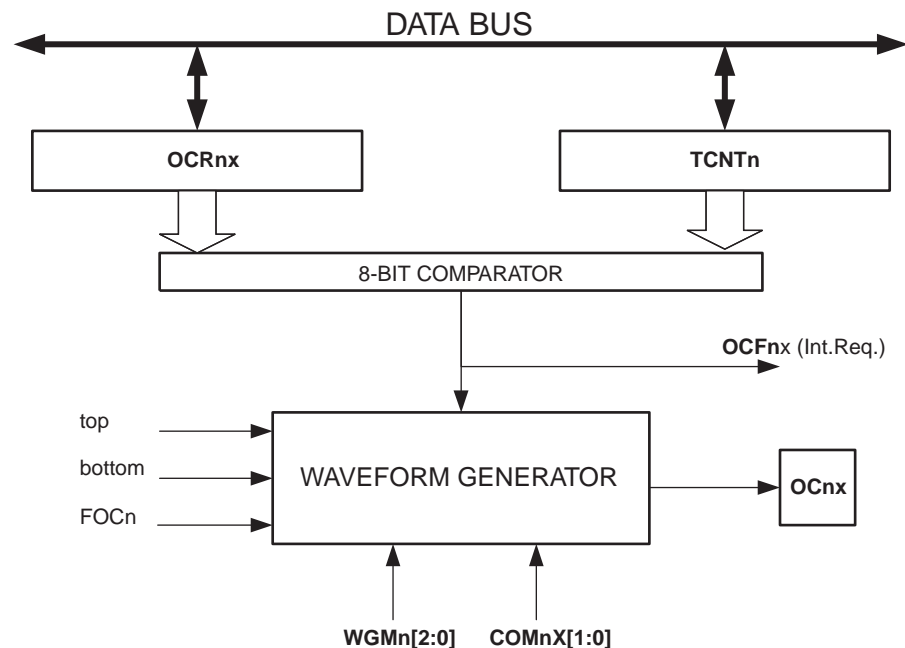 DATA BUS
OCRnx
TCNTn
8-BIT COMPARATOR
OCFnx (Int.Req.)
top
bottom
FOCn
WAVEFORM GENERATOR
OCnx
WGMn[2:0]
COMnX[1:0]